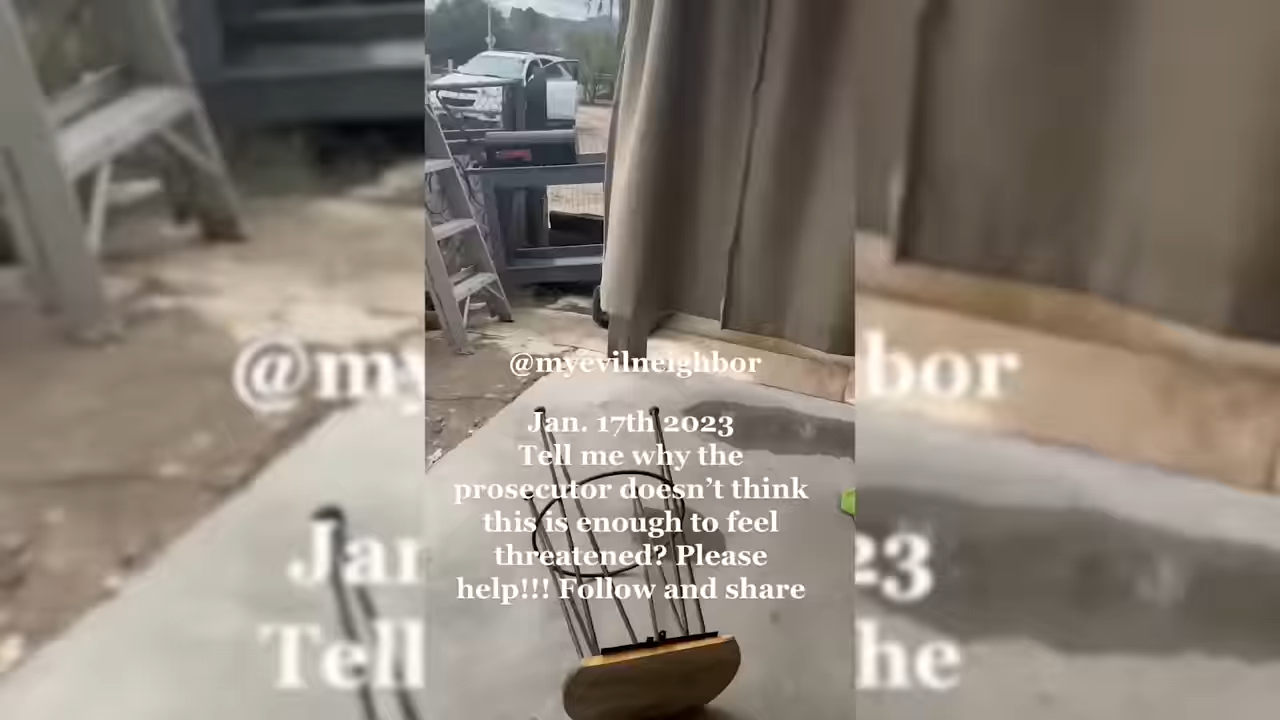 @myevilneighbor
Jan. 17th 2023
Tell me why the
prosecutor doesn't think
this is enough to feel
threatened? Please
help!!! Follow and share